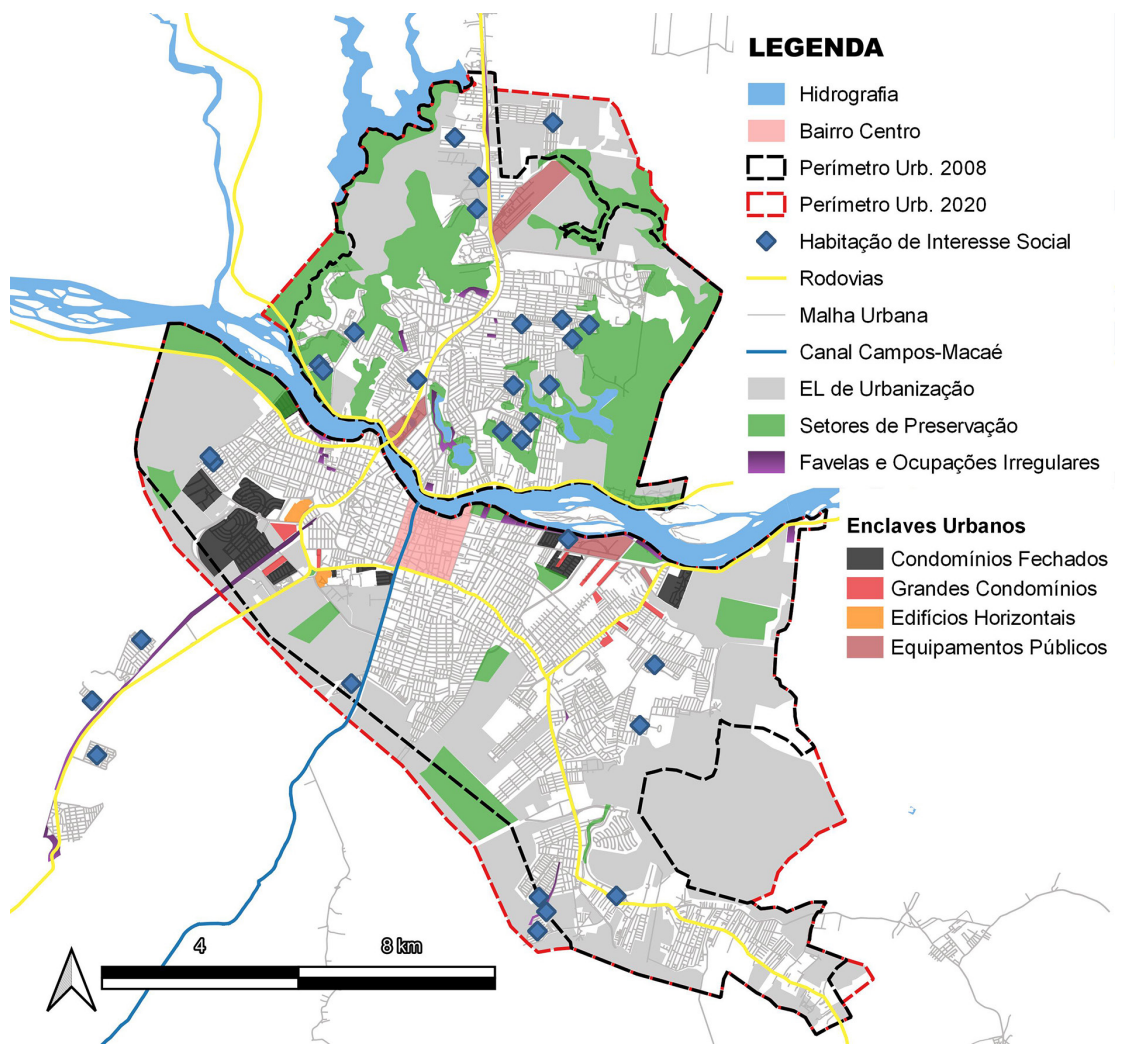 LEGENDA
Hidrografia
Bairro Centro
Perímetro Urb. 2008
Perímetro Urb. 2020
Habitação de Interesse Social
Rodovias
Malha Urbana
Canal Campos-Macaé
EL de Urbanização
Setores de Preservação
Favelas e Ocupações Irregulares
Enclaves Urbanos
Condomínios Fechados
Grandes Condomínios
Edifícios Horizontais
Equipamentos Públicos
4 8 km